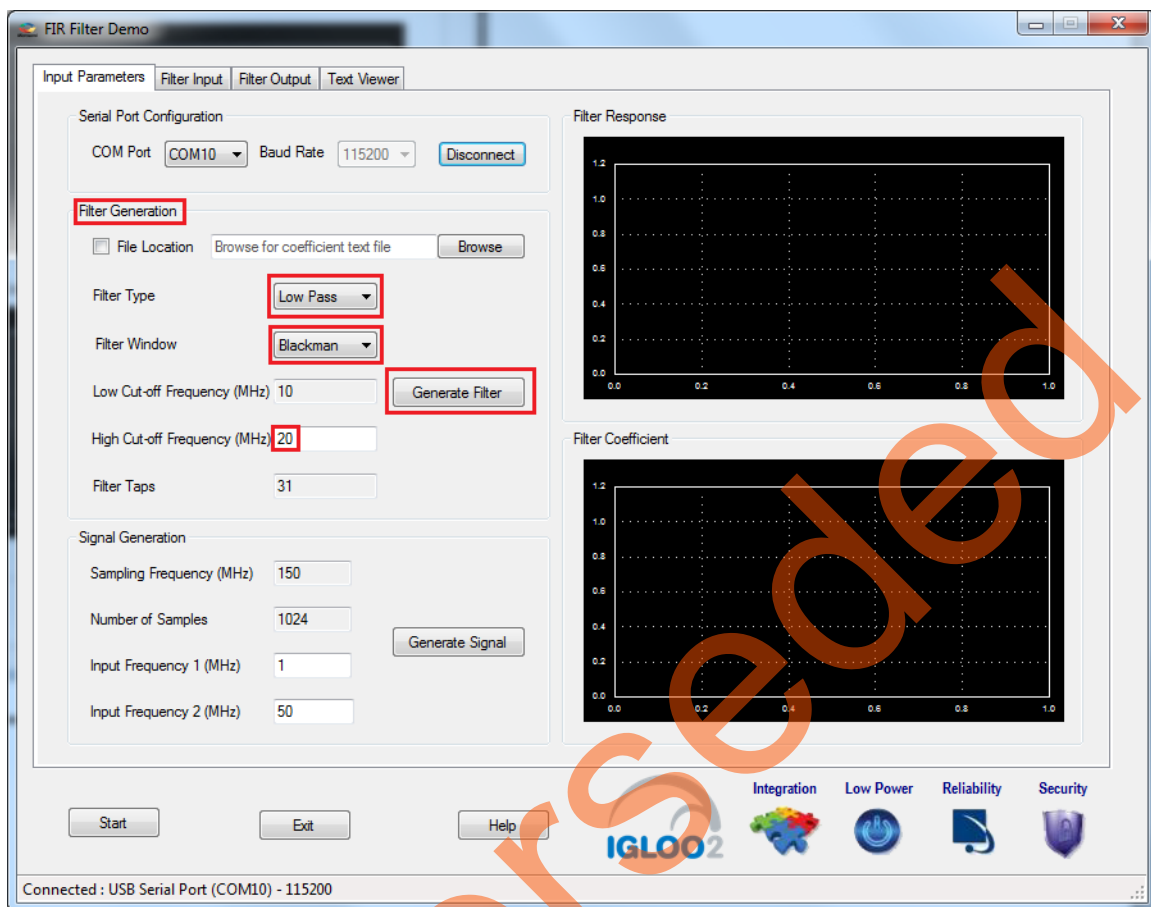 FIR Filter Demo
Input Parameters Filter Input Filter Output Text Viewer
Serial Port Configuration
COM Port COM10 Baud Rate 115200 Disconnect
Filter Generation
File Location Browse for coefficient text file Browse
Filter Type Low Pass
Filter Window Blackman
Low Cut-off Frequency (MHz) 10 Generate Filter
High Cut-off Frequency (MHz) 20
Filter Taps 31
Signal Generation
Sampling Frequency (MHz) 150
Number of Samples 1024
Generate Signal
Input Frequency 1 (MHz) 1
Input Frequency 2 (MHz) 50
Filter Response
1.2
1.0
0.8
0.6
0.4
0.2
0.0
0.0 0.2 0.4 0.6 0.8 1.0
Filter Coefficient
1.2
1.0
0.8
0.6
0.4
0.2
0.0
0.0 0.2 0.4 0.6 0.8 1.0
Start Exit Help
IGLOO2
Integration Low Power Reliability Security
Connected : USB Serial Port (COM10) - 115200
erseded